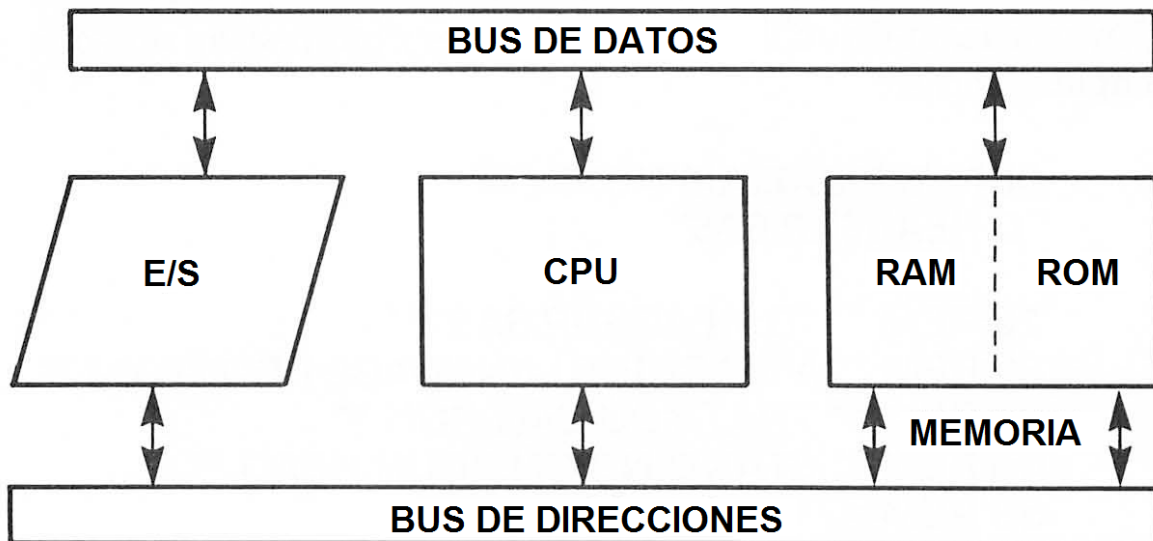 BUS DE DATOS
E/S
CPU
RAM
ROM
MEMORIA
BUS DE DIRECCIONES